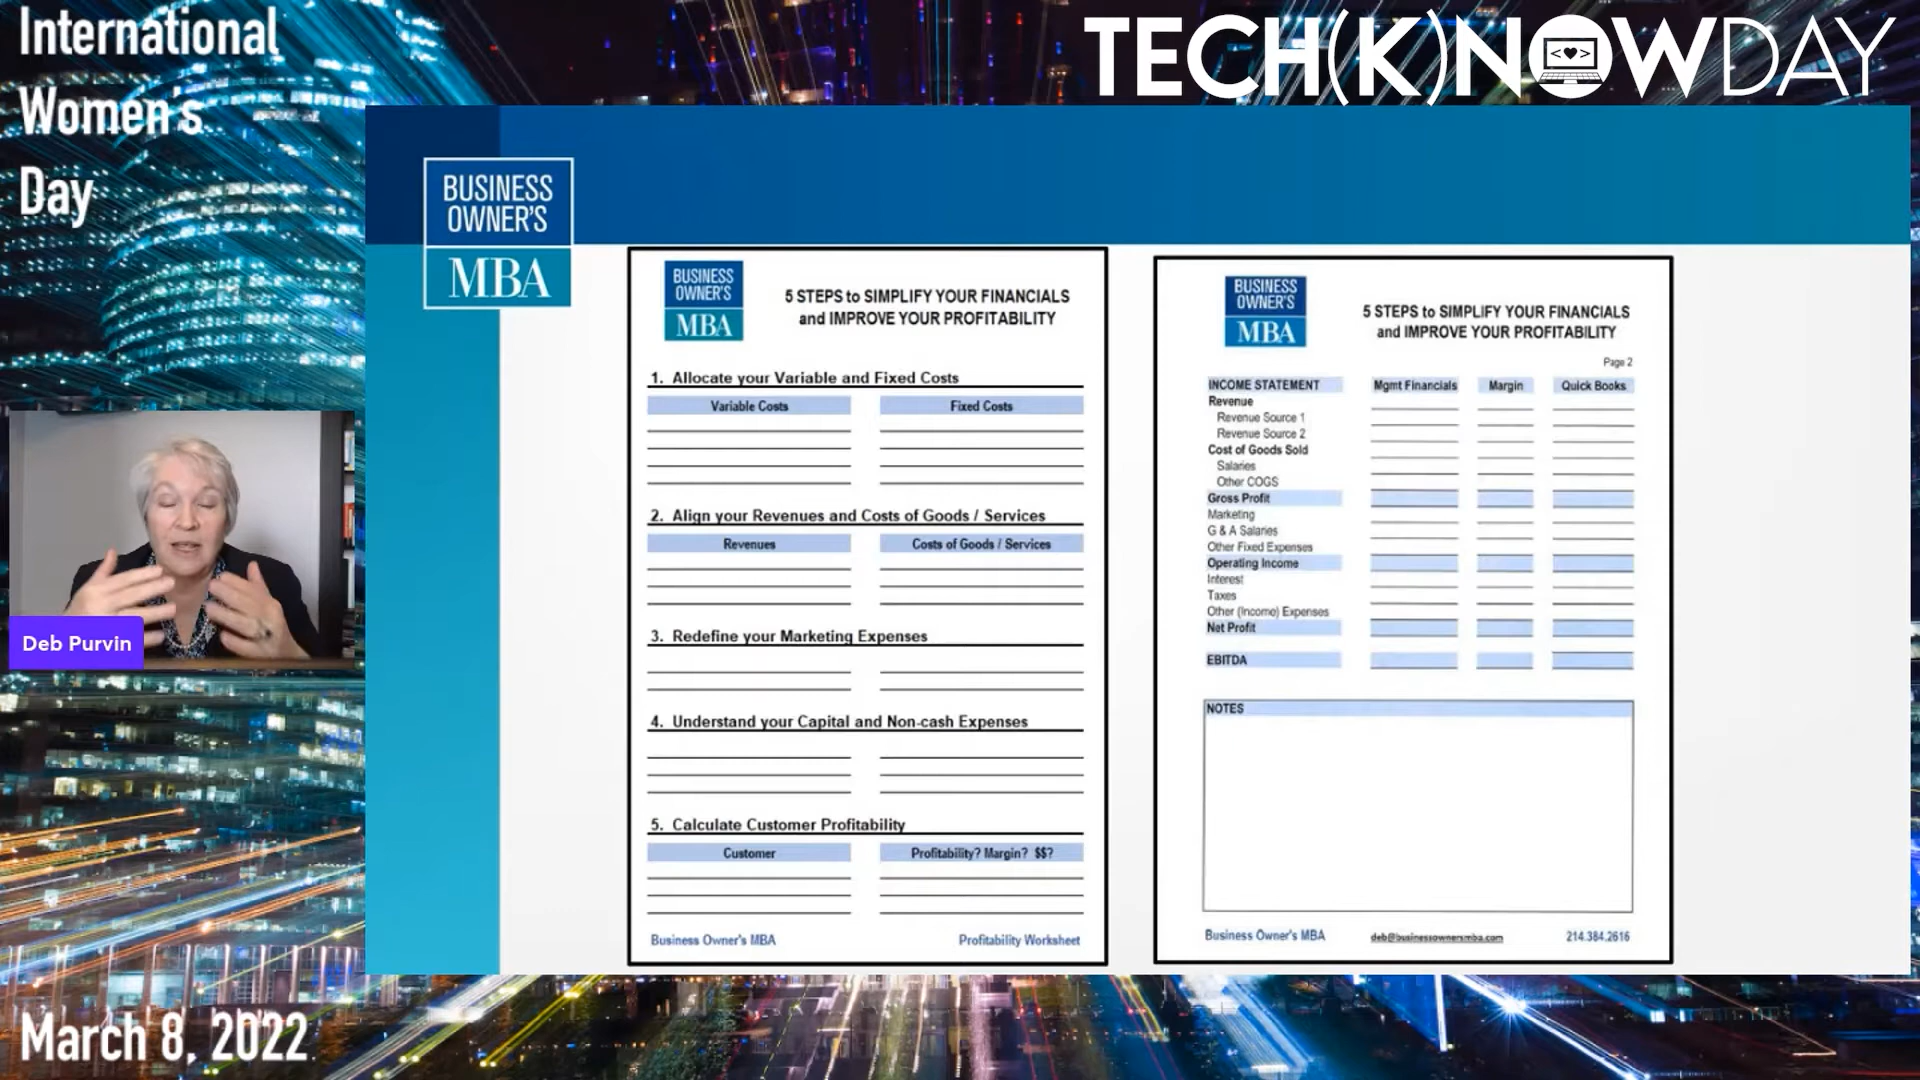 International
Women's
Day
TECH(K)NOWDAY
BUSINESS
OWNER'S
MBA
Deb Purvin
March 8, 2022
BUSINESS
OWNER'S
MBA
5 STEPS to SIMPLIFY YOUR FINANCIALS
and IMPROVE YOUR PROFITABILITY
1. Allocate your Variable and Fixed Costs
Variable Costs Fixed Costs
2. Align your Revenues and Costs of Goods / Services
Revenues Costs of Goods / Services
3. Redefine your Marketing Expenses
4. Understand your Capital and Non-cash Expenses
5. Calculate Customer Profitability
Customer Profitability? Margin? $$?
Business Owner's MBA Profitability Worksheet
BUSINESS
OWNER'S
MBA
5 STEPS to SIMPLIFY YOUR FINANCIALS
and IMPROVE YOUR PROFITABILITY
Page 2
INCOME STATEMENT Mgmt Financials Margin Quick Books
Revenue
Revenue Source 1
Revenue Source 2
Cost of Goods Sold
Salaries
Other COGS
Gross Profit
Marketing
G & A Salaries
Other Fixed Expenses
Operating Income
Interest
Taxes
Other (Income) Expenses
Net Profit
EBITDA
NOTES
Business Owner's MBA deb@businessownersmba.com 214.384.2616